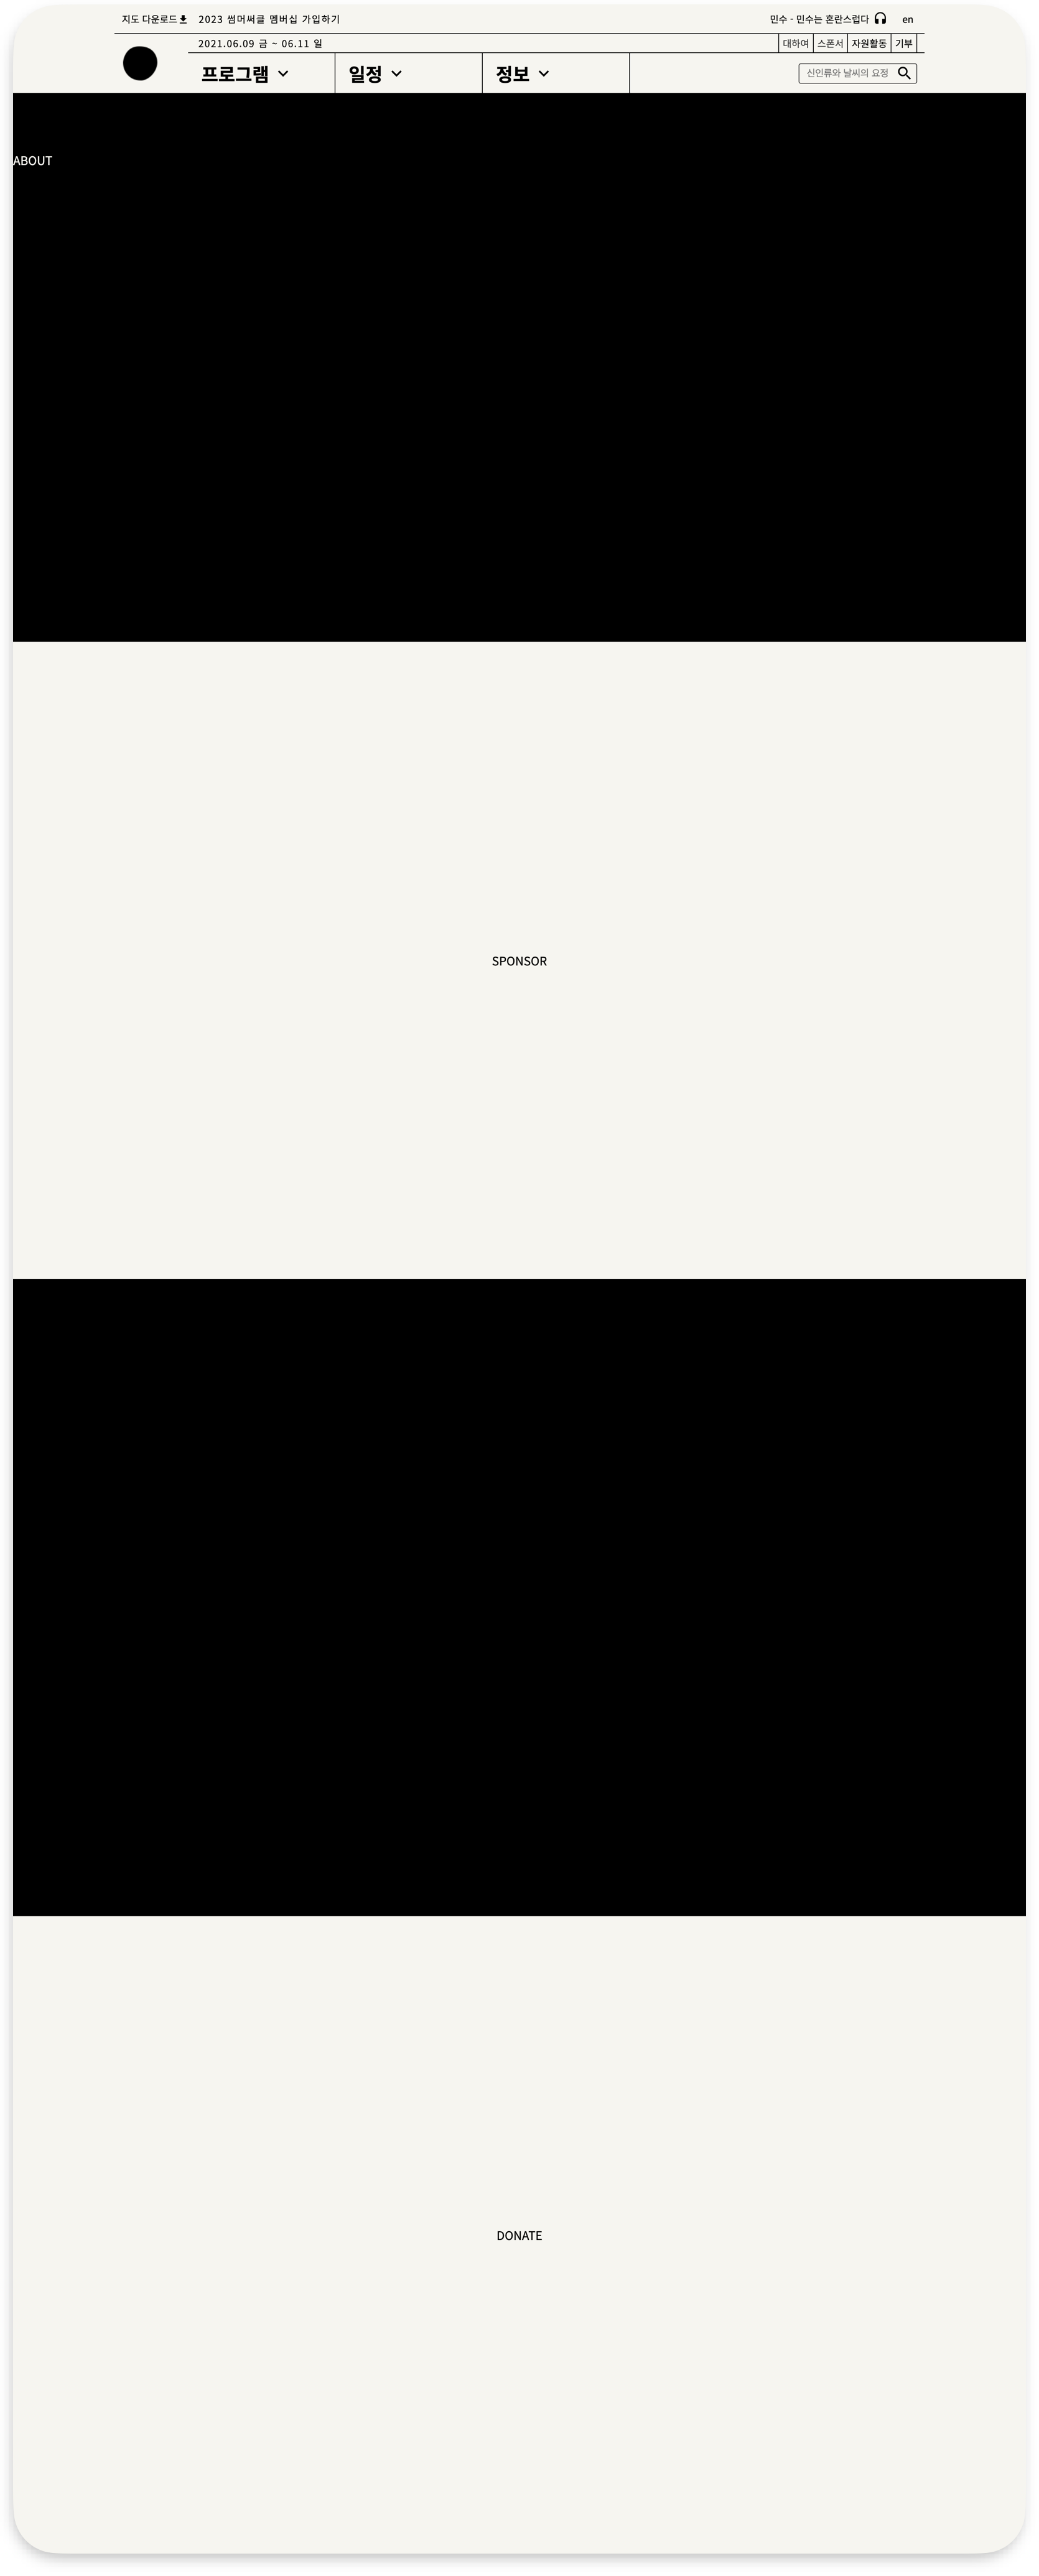 지도 다운로드 2023 썸머써클 멤버십 가입하기 민수 - 민수는 혼란스럽다 en
2021.06.09 금 ~ 06.11 일 대하여 스폰서 자원활동 기부
프로그램 일정 정보 신인류와 날씨의 요정
ABOUT
SPONSOR
DONATE